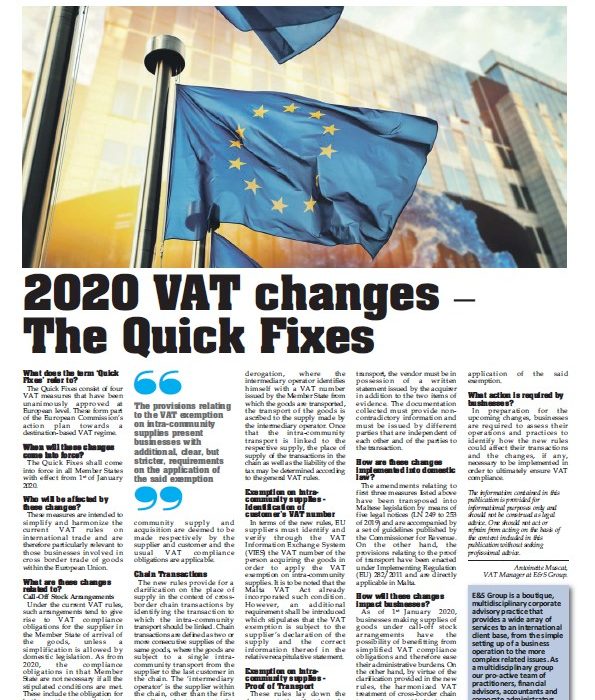 2020 VAT changes –
The Quick Fixes
What does the term 'Quick
Fixes' refer to?
The Quick Fixes consist of four
VAT measures that have been
unanimously approved at
European level. These form part
of the European Commission's
action plan towards a
destination-based VAT regime.
When will these changes
come into force?
The Quick Fixes shall come
into force in all Member States
with effect from 1st of January
2020.
Who will be affected by
these changes?
These measures are intended to
simplify and harmonize the
current VAT rules on
international trade and are
therefore particularly relevant to
those businesses involved in
cross border trade of goods
within the European Union.
What are these changes
related to?
Call-Off Stock Arrangements
Under the current VAT rules,
such arrangements tend to give
rise to VAT compliance
obligations for the supplier in
the Member State of arrival of
the goods, unless a
simplification is allowed by
domestic legislation. As from
2020, the compliance
obligations in that Member
State are not necessary if all the
stipulated conditions are met.
These include the obligation for
The provisions relating
to the VAT exemption
on intra-community
supplies present
businesses with
additional, clear, but
stricter, requirements
on the application of
the said exemption
community supply and
acquisition are deemed to be
made respectively by the
supplier and customer and the
usual VAT compliance
obligations are applicable.
Chain Transactions
The new rules provide for a
clarification on the place of
supply in the context of cross-
border chain transactions by
identifying the transaction to
which the intra-community
transport should be linked. Chain
transactions are defined as two or
more consecutive supplies of the
same goods, where the goods are
subject to a single intra-
community transport from the
supplier to the last customer in
the chain. The 'intermediary
operator' is the supplier within
the chain, other than the first
derogation, where the
intermediary operator identifies
himself with a VAT number
issued by the Member State from
which the goods are transported,
the transport of the goods is
ascribed to the supply made by
the intermediary operator. Once
that the intra-community
transport is linked to the
respective supply, the place of
supply of the transactions in the
chain as well as the liability of the
tax may be determined according
to the general VAT rules.
Exemption on Intra-
community supplies -
Identification of
customer's VAT number
In terms of the new rules, EU
suppliers must identify and
verify through the VAT
Information Exchange System
(VIES) the VAT number of the
person acquiring the goods in
order to apply the VAT
exemption on intra-community
supplies. It is to be noted that the
Malta VAT Act already
incorporated such condition.
However, an additional
requirement shall be introduced
which stipulates that the VAT
exemption is subject to the
supplier's declaration of the
supply and the correct
information thereof in the
relative recapitulative statement.
Exemption on Intra-
community supplies -
Proof of Transport
These rules lay down the
transport, the vendor must be in
possession of a written
statement issued by the acquirer
in addition to the two items of
evidence. The documentation
collected must provide non-
contradictory information and
must be issued by different
parties that are independent of
each other and of the parties to
the transaction.
How are these changes
implemented into domestic
law?
The amendments relating to
first three measures listed above
have been transposed into
Maltese legislation by means of
five legal notices (LN 249 to 253
of 2019) and are accompanied by
a set of guidelines published by
the Commissioner for Revenue.
On the other hand, the
provisions relating to the proof
of transport have been enacted
under Implementing Regulation
(EU) 282/2011 and are directly
applicable in Malta.
How will these changes
impact businesses?
As of 1st January 2020,
businesses making supplies of
goods under call-off stock
arrangements have the
possibility of benefiting from
simplified VAT compliance
obligations and therefore ease
their administrative burdens. On
the other hand, by virtue of the
clarification provided in the new
rules, the harmonized VAT
treatment of cross-border chain
application of the said
exemption.
What action is required by
businesses?
In preparation for the
upcoming changes, businesses
are required to assess their
operations and practices to
identify how the new rules
could affect their transactions
and the changes, if any,
necessary to be implemented in
order to ultimately ensure VAT
compliance.
The information contained in this
publication is provided for
informational purposes only and
should not be construed as legal
advice. One should not act or
refrain from acting on the basis of
the content included in this
publication without seeking
professional advice.
Antoinette Muscat,
VAT Manager at E&S Group.
E&S Group is a boutique,
multidisciplinary corporate
advisory practice that
provides a wide array of
services to an international
client base, from the simple
setting up of a business
operation to the more
complex related issues. As
a multidisciplinary group
our pro-active team of
practitioners, financial
advisors, accountants and
corporate administrators